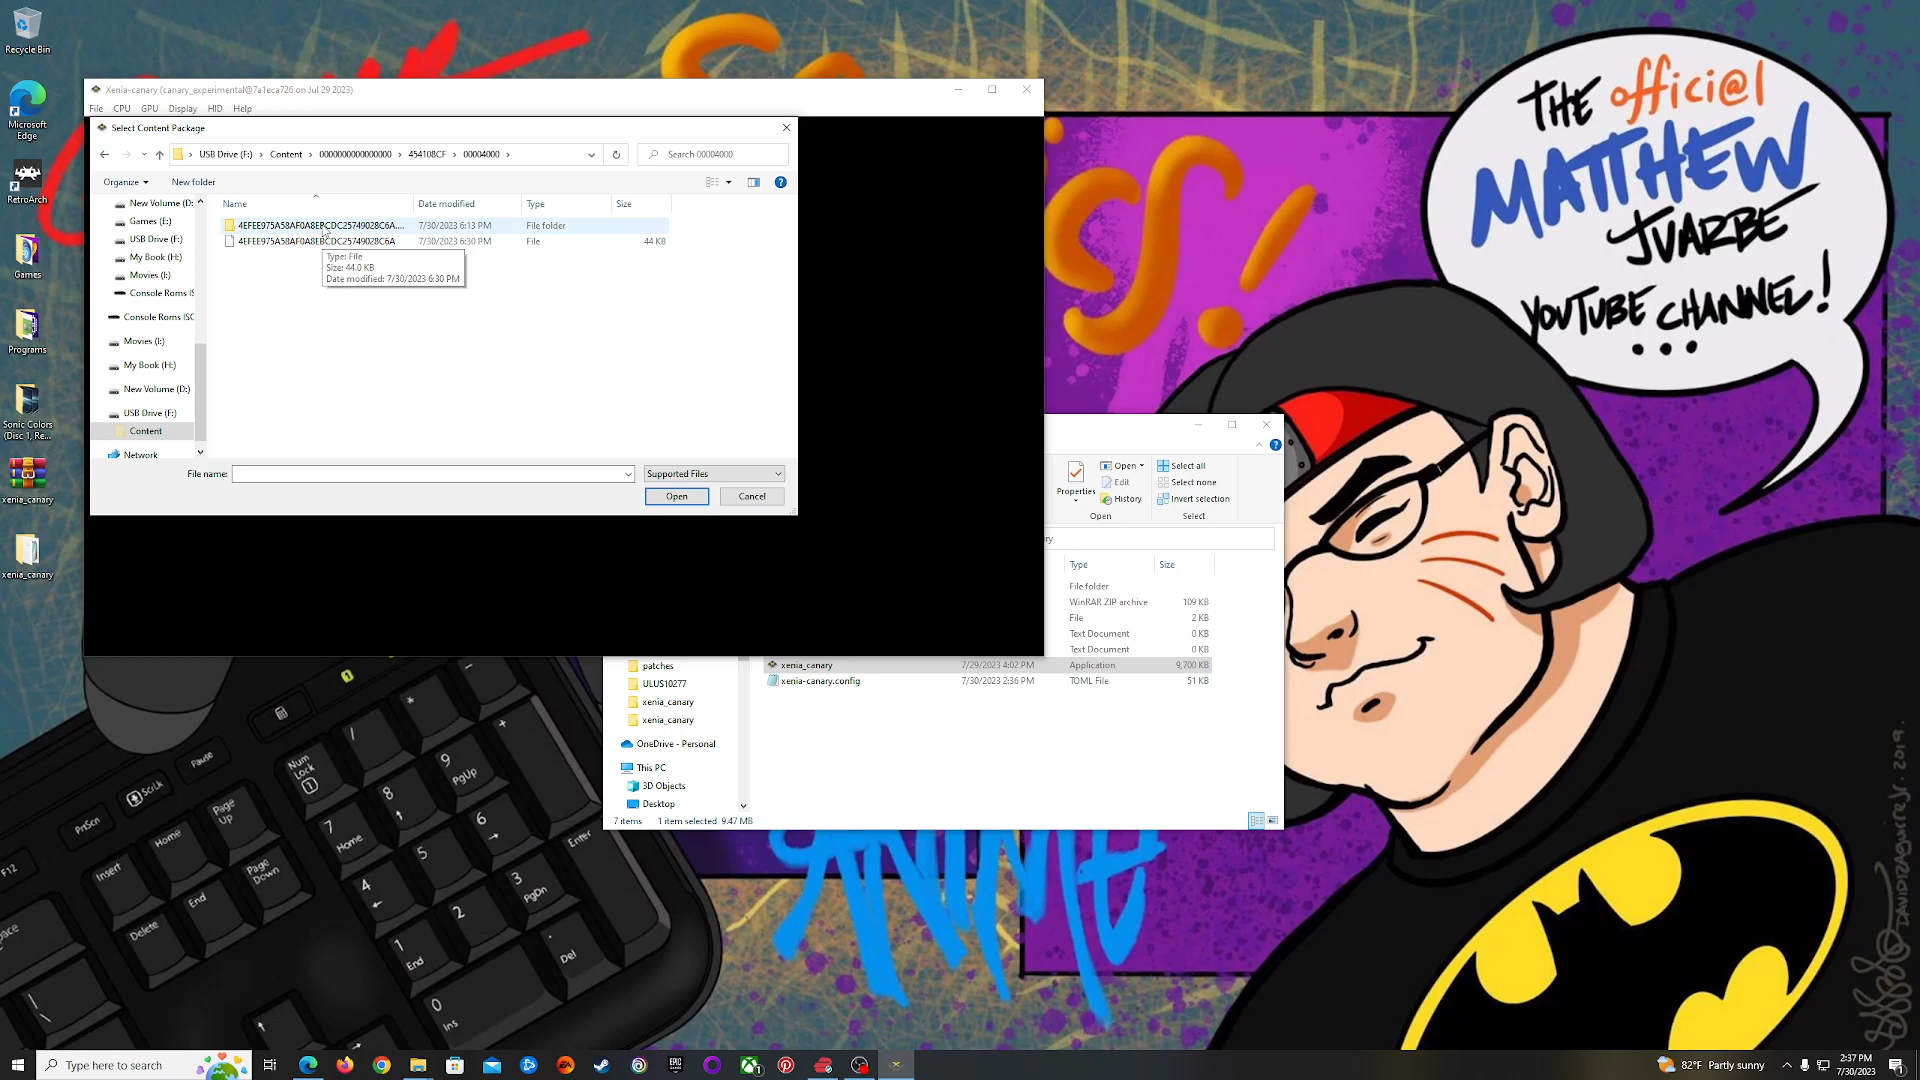 Recycle Bin
Microsoft
Edge
RetroArch
Games
Programs
Sonic Colors
(Disc 1, Re...
xenia_canary
xenia_canary
Xenia-canary (canary_experimental@7a1eca726 on Jul 29 2023)
File CPU GPU Display HID Help
Select Content Package
USB Drive (F:) > Content > 0000000000000000 > 454108CF > 00004000 >
Search 00004000
Organize New folder
Name Date modified Type Size
4EFEE975A58AF0A8EBCDC25749028C6A.... 7/30/2023 6:13 PM File folder
4EFEE975A58AF0A8EBCDC25749028C6A 7/30/2023 6:30 PM File 44 KB
Type: File
Size: 44.0 KB
Date modified: 7/30/2023 6:30 PM
New Volume (D:
Games (E:)
USB Drive (F:)
My Book (H:)
Movies (I:)
Console Roms IS
Console Roms ISC
Movies (I:)
My Book (H:)
New Volume (D:)
USB Drive (F:)
Content
Network
File name: Supported Files
Open Cancel
Properties
Open
Edit
History
Open
Select all
Select none
Invert selection
Select
ry
Type Size
File folder
WinRAR ZIP archive 109 KB
File 2 KB
Text Document 0 KB
Text Document 0 KB
xenia_canary 7/29/2023 4:02 PM Application 9,700 KB
xenia-canary.config 7/30/2023 2:36 PM TOML File 51 KB
patches
ULUS10277
xenia_canary
xenia_canary
OneDrive - Personal
This PC
3D Objects
Desktop
7 items 1 item selected 9.47 MB
THE offici@l
MATTHEW
JVARBE
YOUTUBE CHANNEL!
...
ANIME
DAVIDIZAGUIRREJR. 2019.
F12
PrtScn
ScrLk
Pause
Insert
Home
Page
Up
Delete
End
Page
Down
Num
Lock
1
/
*
-
7
Home
8
9
PgUp
+
4
5
6
1
End
2
3
PgDn
Enter
0
Ins
.
Del
pace
\
Type here to search
1
82°F Partly sunny
2:37 PM
7/30/2023
1